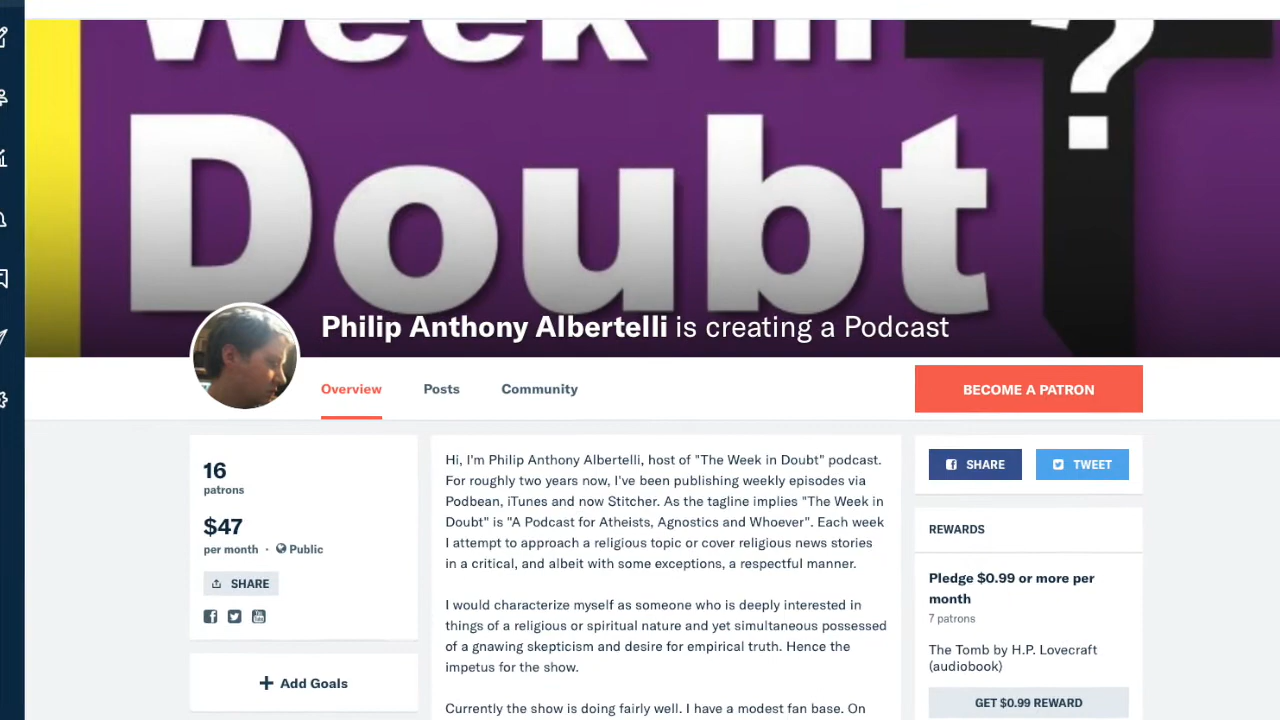 Week in
?
Doubt
Philip Anthony Albertelli is creating a Podcast
Overview
Posts
Community
BECOME A PATRON
16
patrons
$47
per month · Public
SHARE
Add Goals
Hi, I'm Philip Anthony Albertelli, host of "The Week in Doubt" podcast.
For roughly two years now, I've been publishing weekly episodes via
Podbean, iTunes and now Stitcher. As the tagline implies "The Week in
Doubt" is "A Podcast for Atheists, Agnostics and Whoever". Each week
I attempt to approach a religious topic or cover religious news stories
in a critical, and albeit with some exceptions, a respectful manner.
I would characterize myself as someone who is deeply interested in
things of a religious or spiritual nature and yet simultaneous possessed
of a gnawing skepticism and desire for empirical truth. Hence the
impetus for the show.
Currently the show is doing fairly well. I have a modest fan base. On
SHARE
TWEET
REWARDS
Pledge $0.99 or more per
month
7 patrons
The Tomb by H.P. Lovecraft
(audiobook)
GET $0.99 REWARD